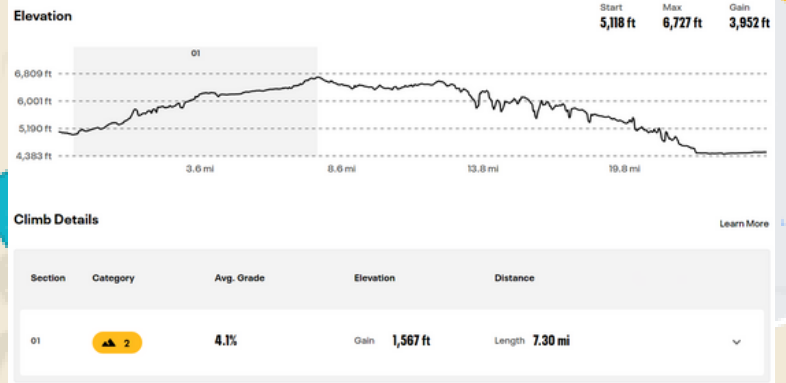 Elevation
Start Max Gain
5,118 ft 6,727 ft 3,952 ft
01
6,809 ft
6,001 ft
5,190 ft
4,383 ft
3.6 mi 8.6 mi 13.8 mi 19.8 mi
Climb Details
Learn More
Section Category Avg. Grade Elevation Distance
01 2 4.1% Gain 1,567 ft Length 7.30 mi